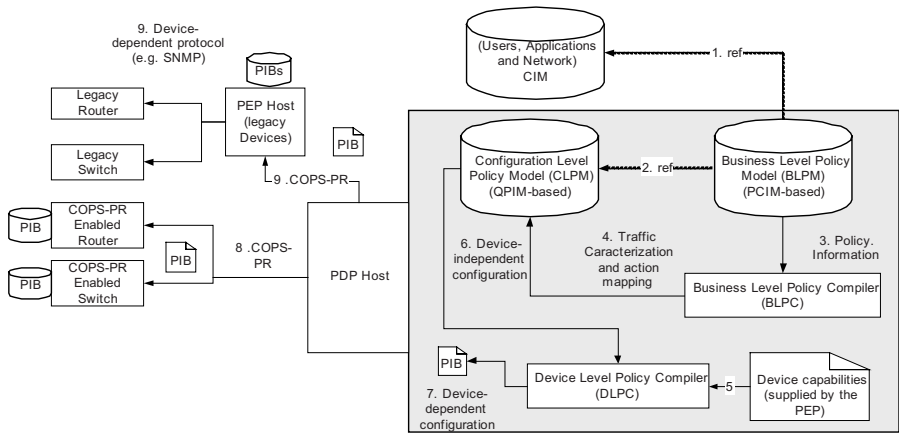 9. Device-
dependent protocol
(e.g. SNMP)
PIBs
Legacy
Router
Legacy
Switch
PEP Host
(legacy
Devices)
PIB
9 .COPS-PR
PIB
COPS-PR
Enabled
Router
PIB
COPS-PR
Enabled
Switch
PIB
8 .COPS-
PR
PDP Host
(Users, Applications
and Network)
CIM
1. ref
Configuration Level
Policy Model (CLPM)
(QPIM-based)
2. ref
Business Level Policy
Model (BLPM)
(PCIM-based)
6. Device-
independent
configuration
4. Traffic
Caracterization
and action
mapping
3. Policy.
Information
Business Level Policy Compiler
(BLPC)
PIB
7. Device-
dependent
configuration
Device Level Policy Compiler
(DLPC)
5
Device capabilities
(supplied by the
PEP)